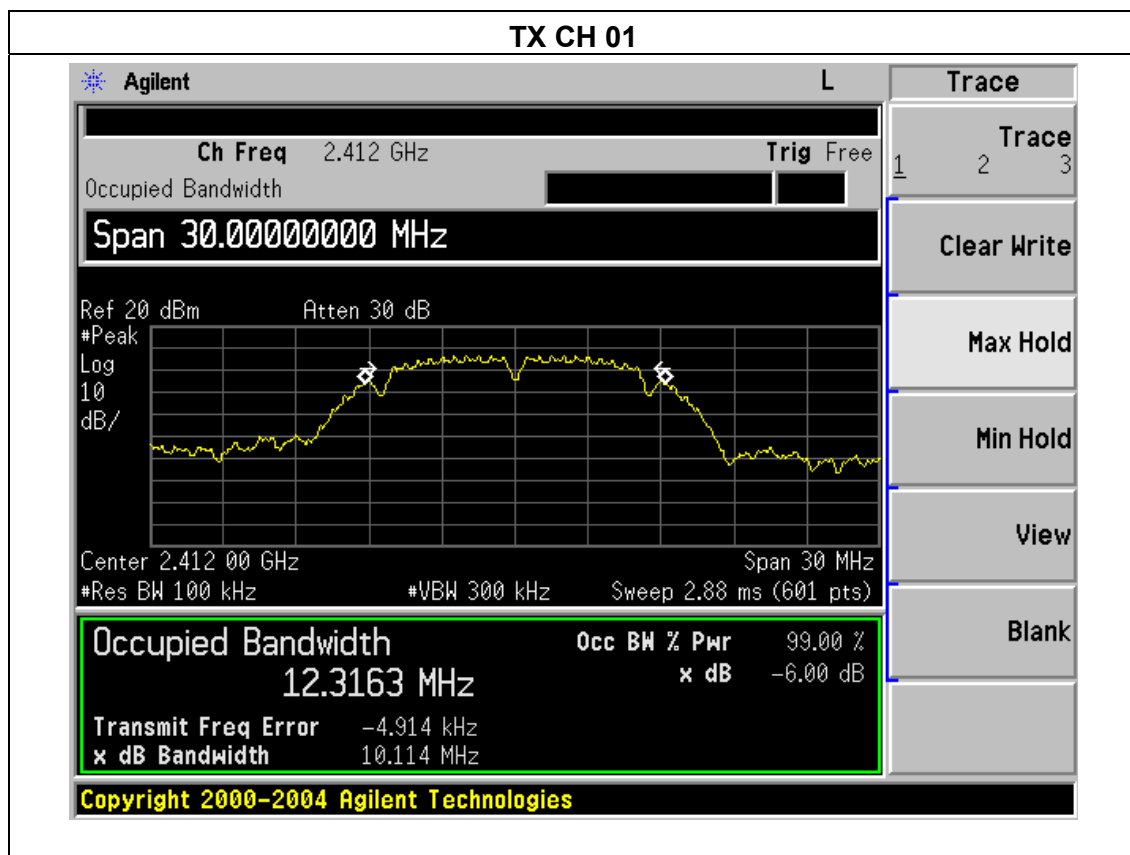 TX CH 01
Agilent L Trace
Ch Freq 2.412 GHz Trig Free
Occupied Bandwidth
Trace
1 2 3
Span 30.00000000 MHz
Clear Write
Ref 20 dBm Atten 30 dB
#Peak
Log
10
dB/
Max Hold
Min Hold
View
Center 2.412 00 GHz Span 30 MHz
#Res BW 100 kHz #VBW 300 kHz Sweep 2.88 ms (601 pts)
Blank
Occupied Bandwidth Occ BW % Pwr 99.00 %
12.3163 MHz x dB -6.00 dB
Transmit Freq Error -4.914 kHz
x dB Bandwidth 10.114 MHz
Copyright 2000-2004 Agilent Technologies